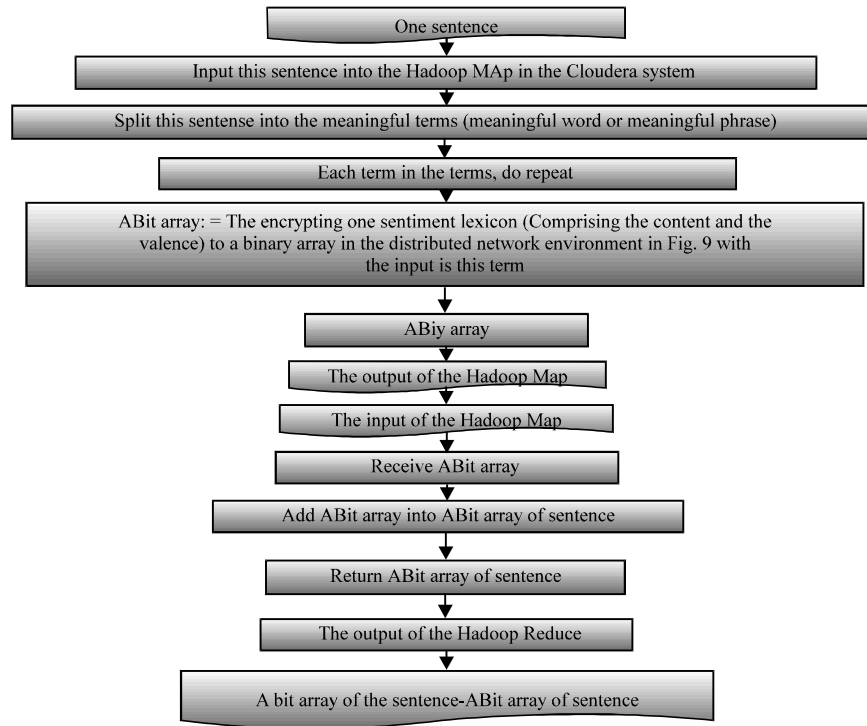 One sentence
Input this sentence into the Hadoop MAp in the Cloudera system
Split this sentense into the meaningful terms (meaningful word or meaningful phrase)
Each term in the terms, do repeat
ABit array: = The encrypting one sentiment lexicon (Comprising the content and the
valence) to a binary array in the distributed network environment in Fig. 9 with
the input is this term
ABiy array
The output of the Hadoop Map
The input of the Hadoop Map
Receive ABit array
Add ABit array into ABit array of sentence
Return ABit array of sentence
The output of the Hadoop Reduce
A bit array of the sentence-ABit array of sentence